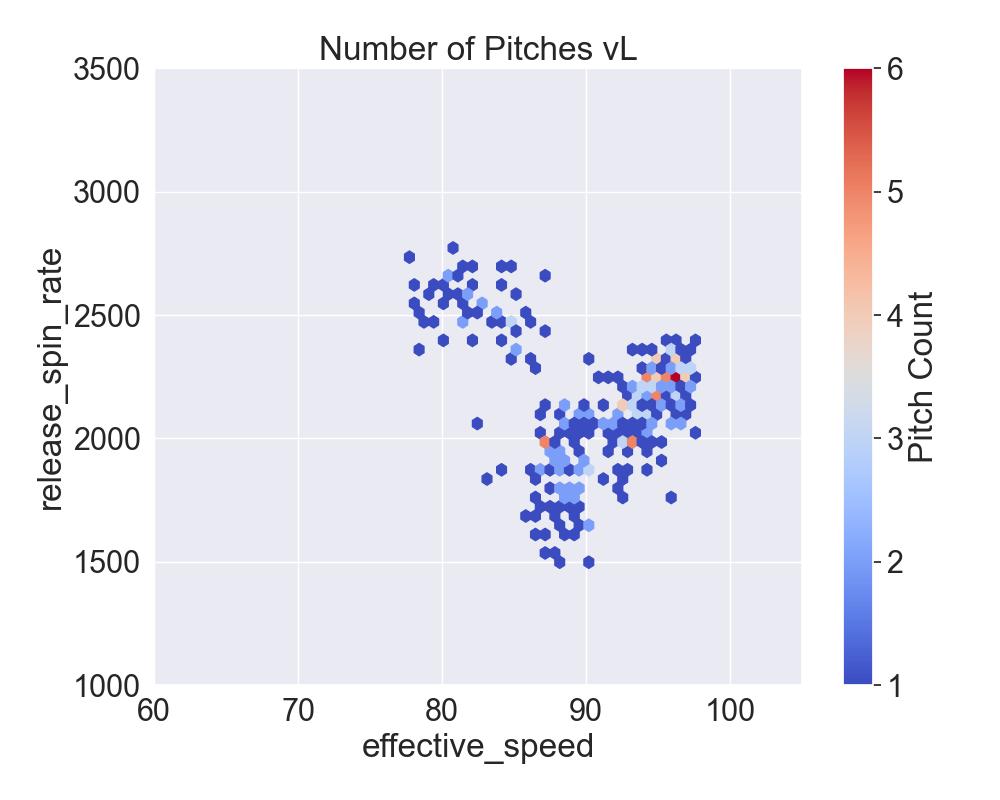 Number of Pitches vL
3500
3000
2500
2000
1500
1000
release_spin_rate
60 70 80 90 100
effective_speed
6
5
4
3
2
1
Pitch Count